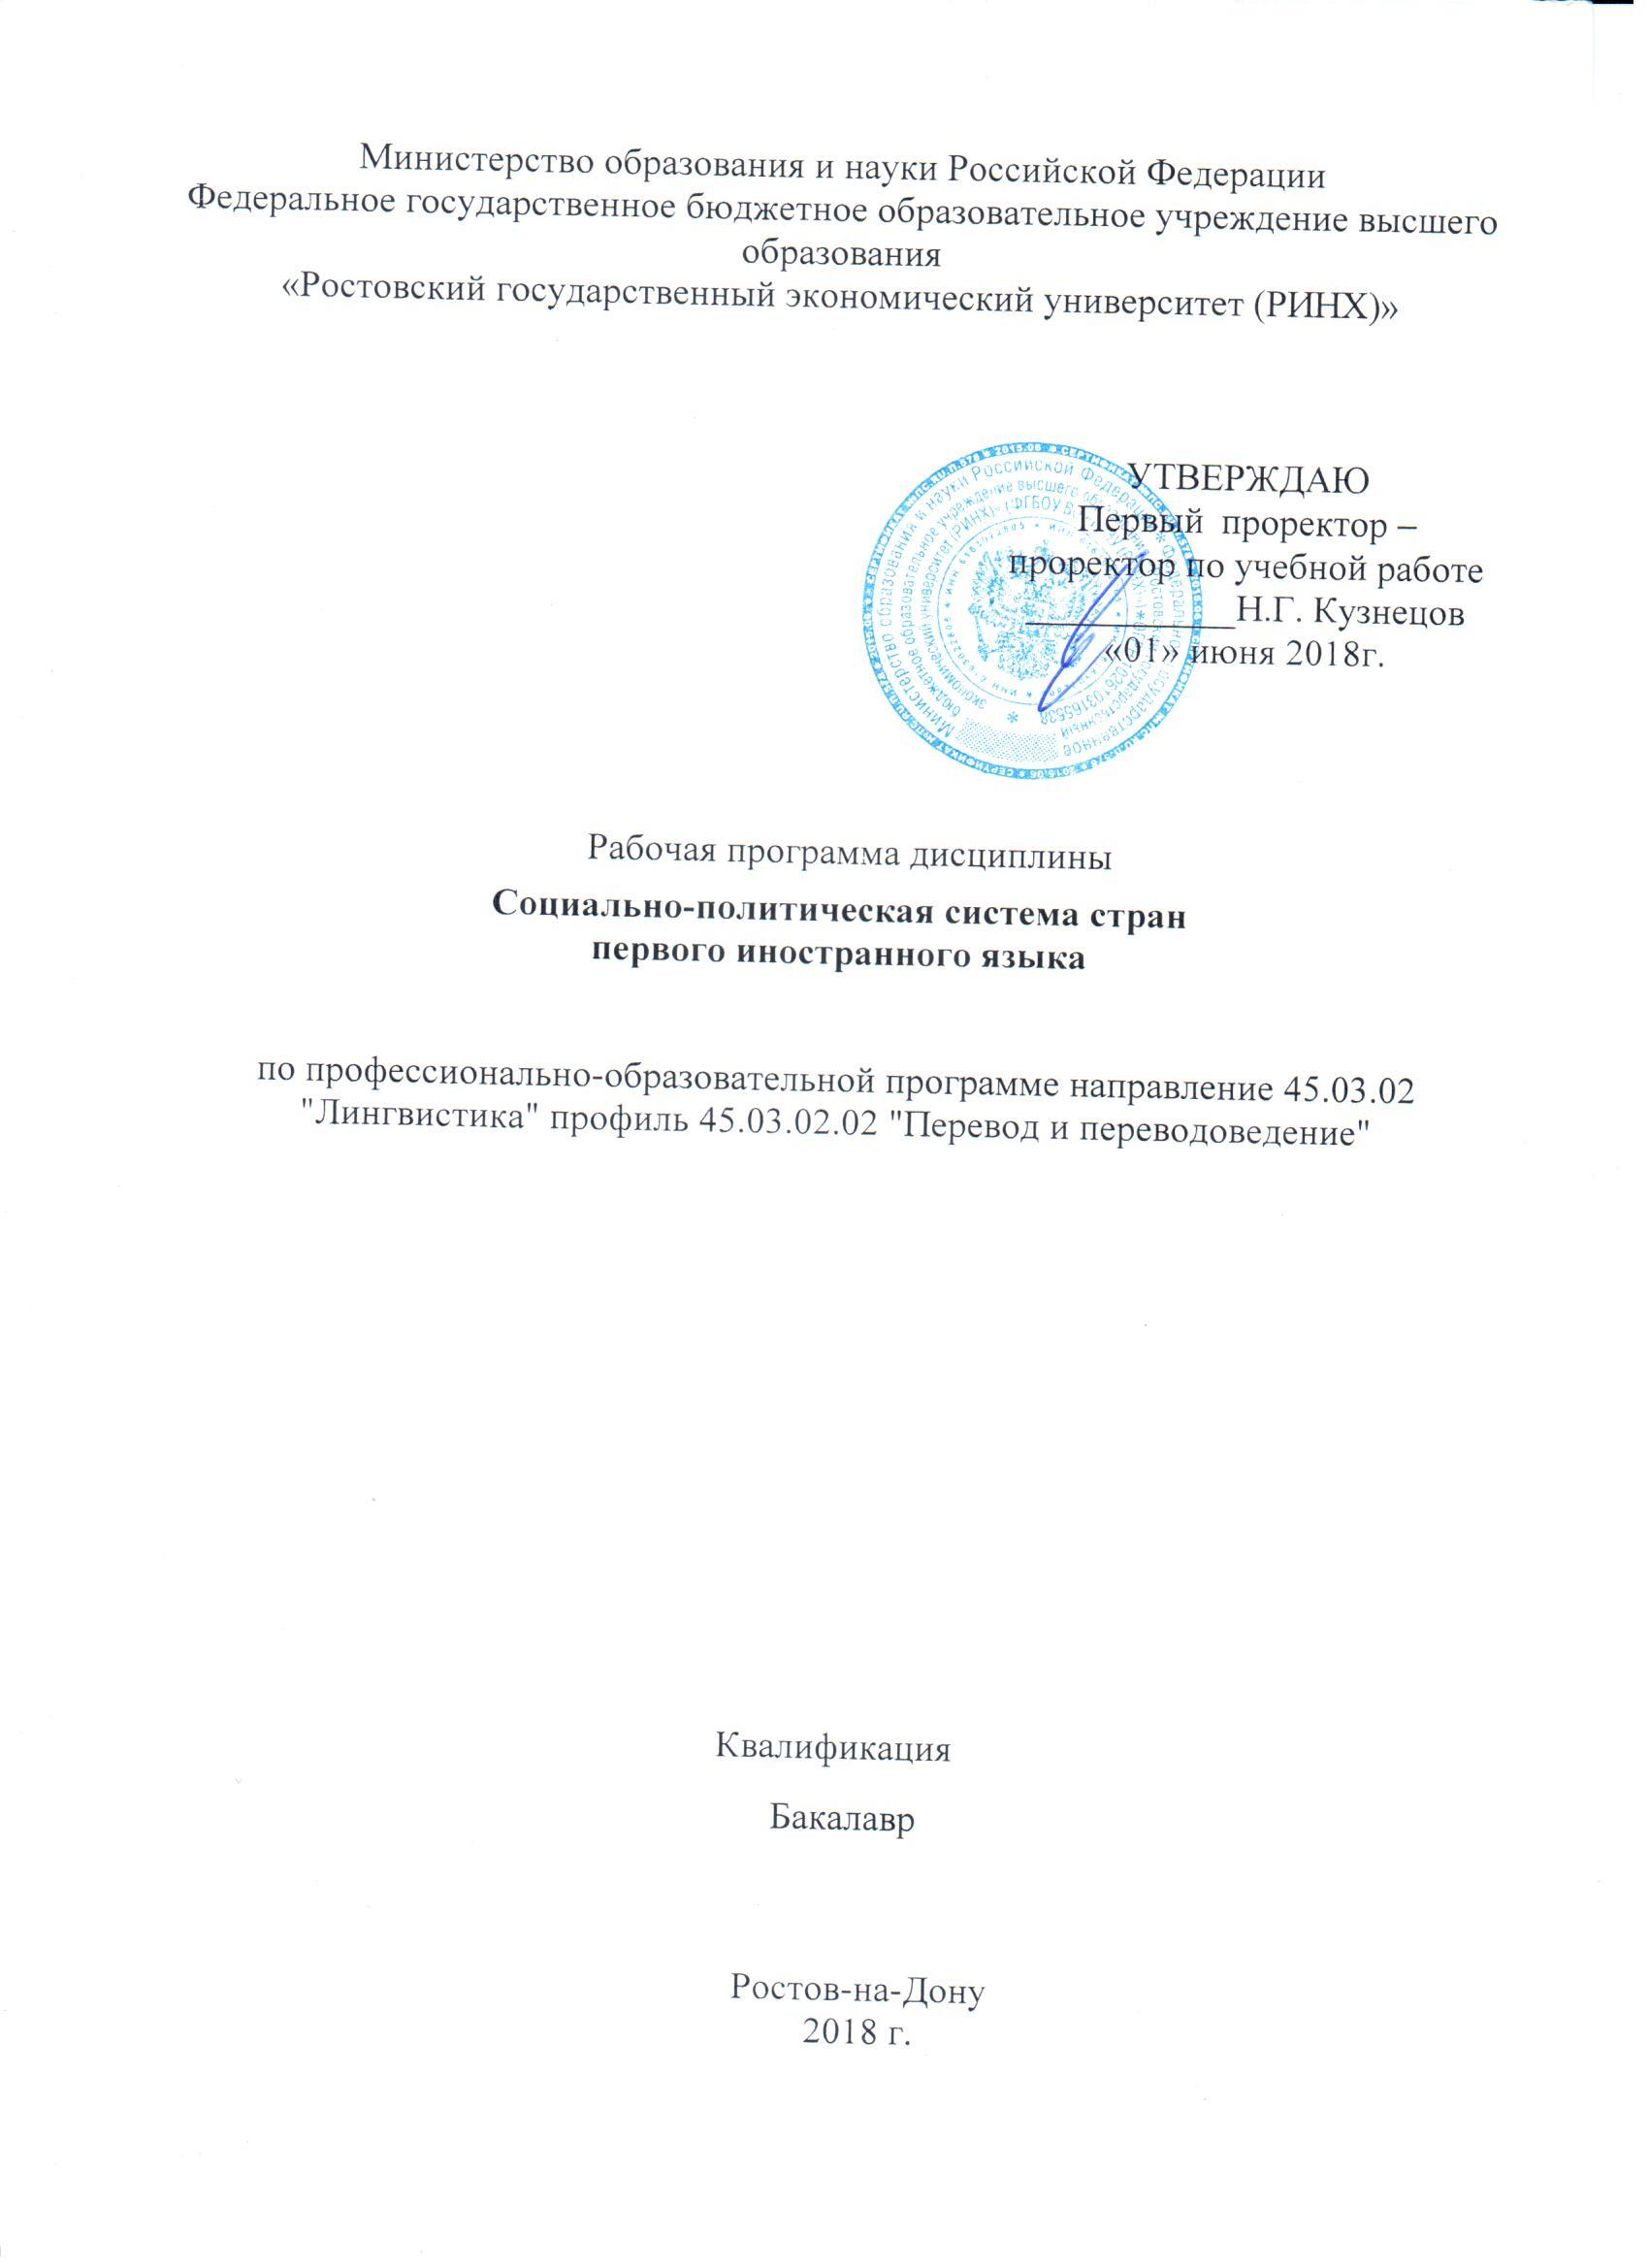 Министерство образования и науки Российской Федерации
Федеральное государственное бюджетное образовательное учреждение высшего
образования
«Ростовский государственный экономический университет (РИНХ)»
УТВЕРЖДАЮ
Первый проректор –
проректор по учебной работе
____________Н.Г. Кузнецов
«01» июня 2018г.
Рабочая программа дисциплины
Социально-политическая система стран
первого иностранного языка
по профессионально-образовательной программе направление 45.03.02
"Лингвистика" профиль 45.03.02.02 "Перевод и переводоведение"
Квалификация
Бакалавр
Ростов-на-Дону
2018 г.